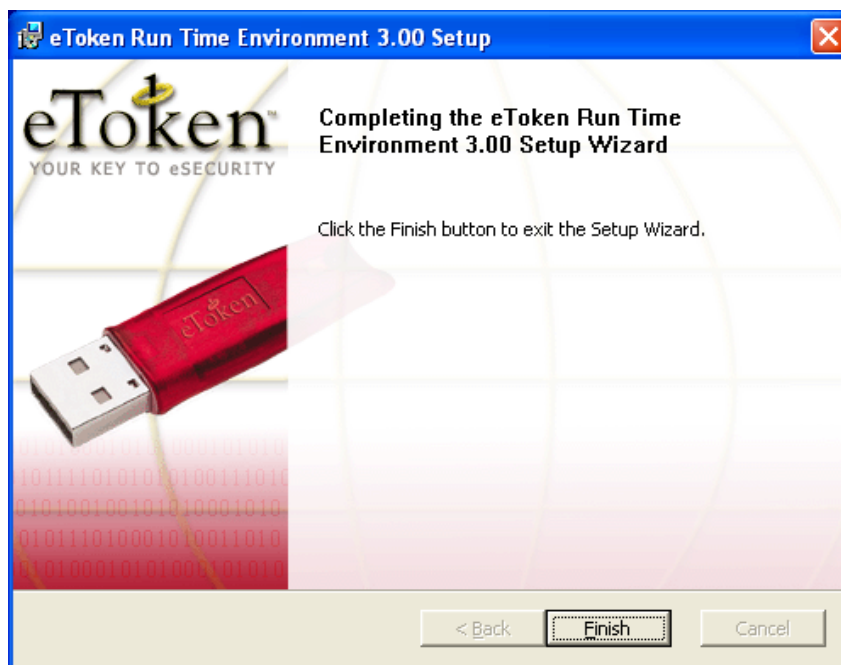 eToken Run Time Environment 3.00 Setup
eToken™
YOUR KEY TO eSECURITY
Completing the eToken Run Time
Environment 3.00 Setup Wizard
Click the Finish button to exit the Setup Wizard.
eToken
< Back
Finish
Cancel